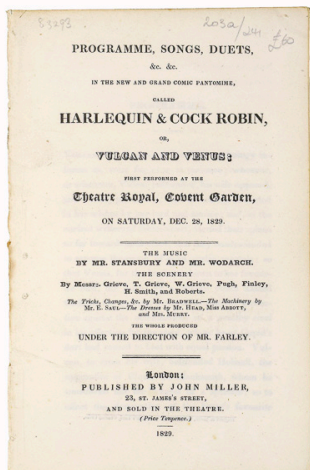 53293
203a/241
£60
PROGRAMME, SONGS, DUETS,
&c. &c.
IN THE NEW AND GRAND COMIC PANTOMIME,
CALLED
HARLEQUIN & COCK ROBIN,
OR,
VULCAN AND VENUS:
FIRST PERFORMED AT THE
Theatre Royal, Covent Garden,
ON SATURDAY, DEC. 28, 1829.
THE MUSIC
BY MR. STANSBURY AND MR. WODARCH.
THE SCENERY
By Messrs: Grieve, T. Grieve, W. Grieve, Pugh, Finley,
H. Smith, and Roberts.
The Tricks, Changes, &c. by Mr. Bradwell.—The Machinery by
Mr. E. Saul—The Dresses by Mr. Head, Miss Abbott,
and Mrs. Murry.
THE WHOLE PRODUCED
UNDER THE DIRECTION OF MR. FARLEY.
London:
PUBLISHED BY JOHN MILLER,
23, ST. JAMES'S STREET,
AND SOLD IN THE THEATRE.
(Price Tenpence.)
1829.